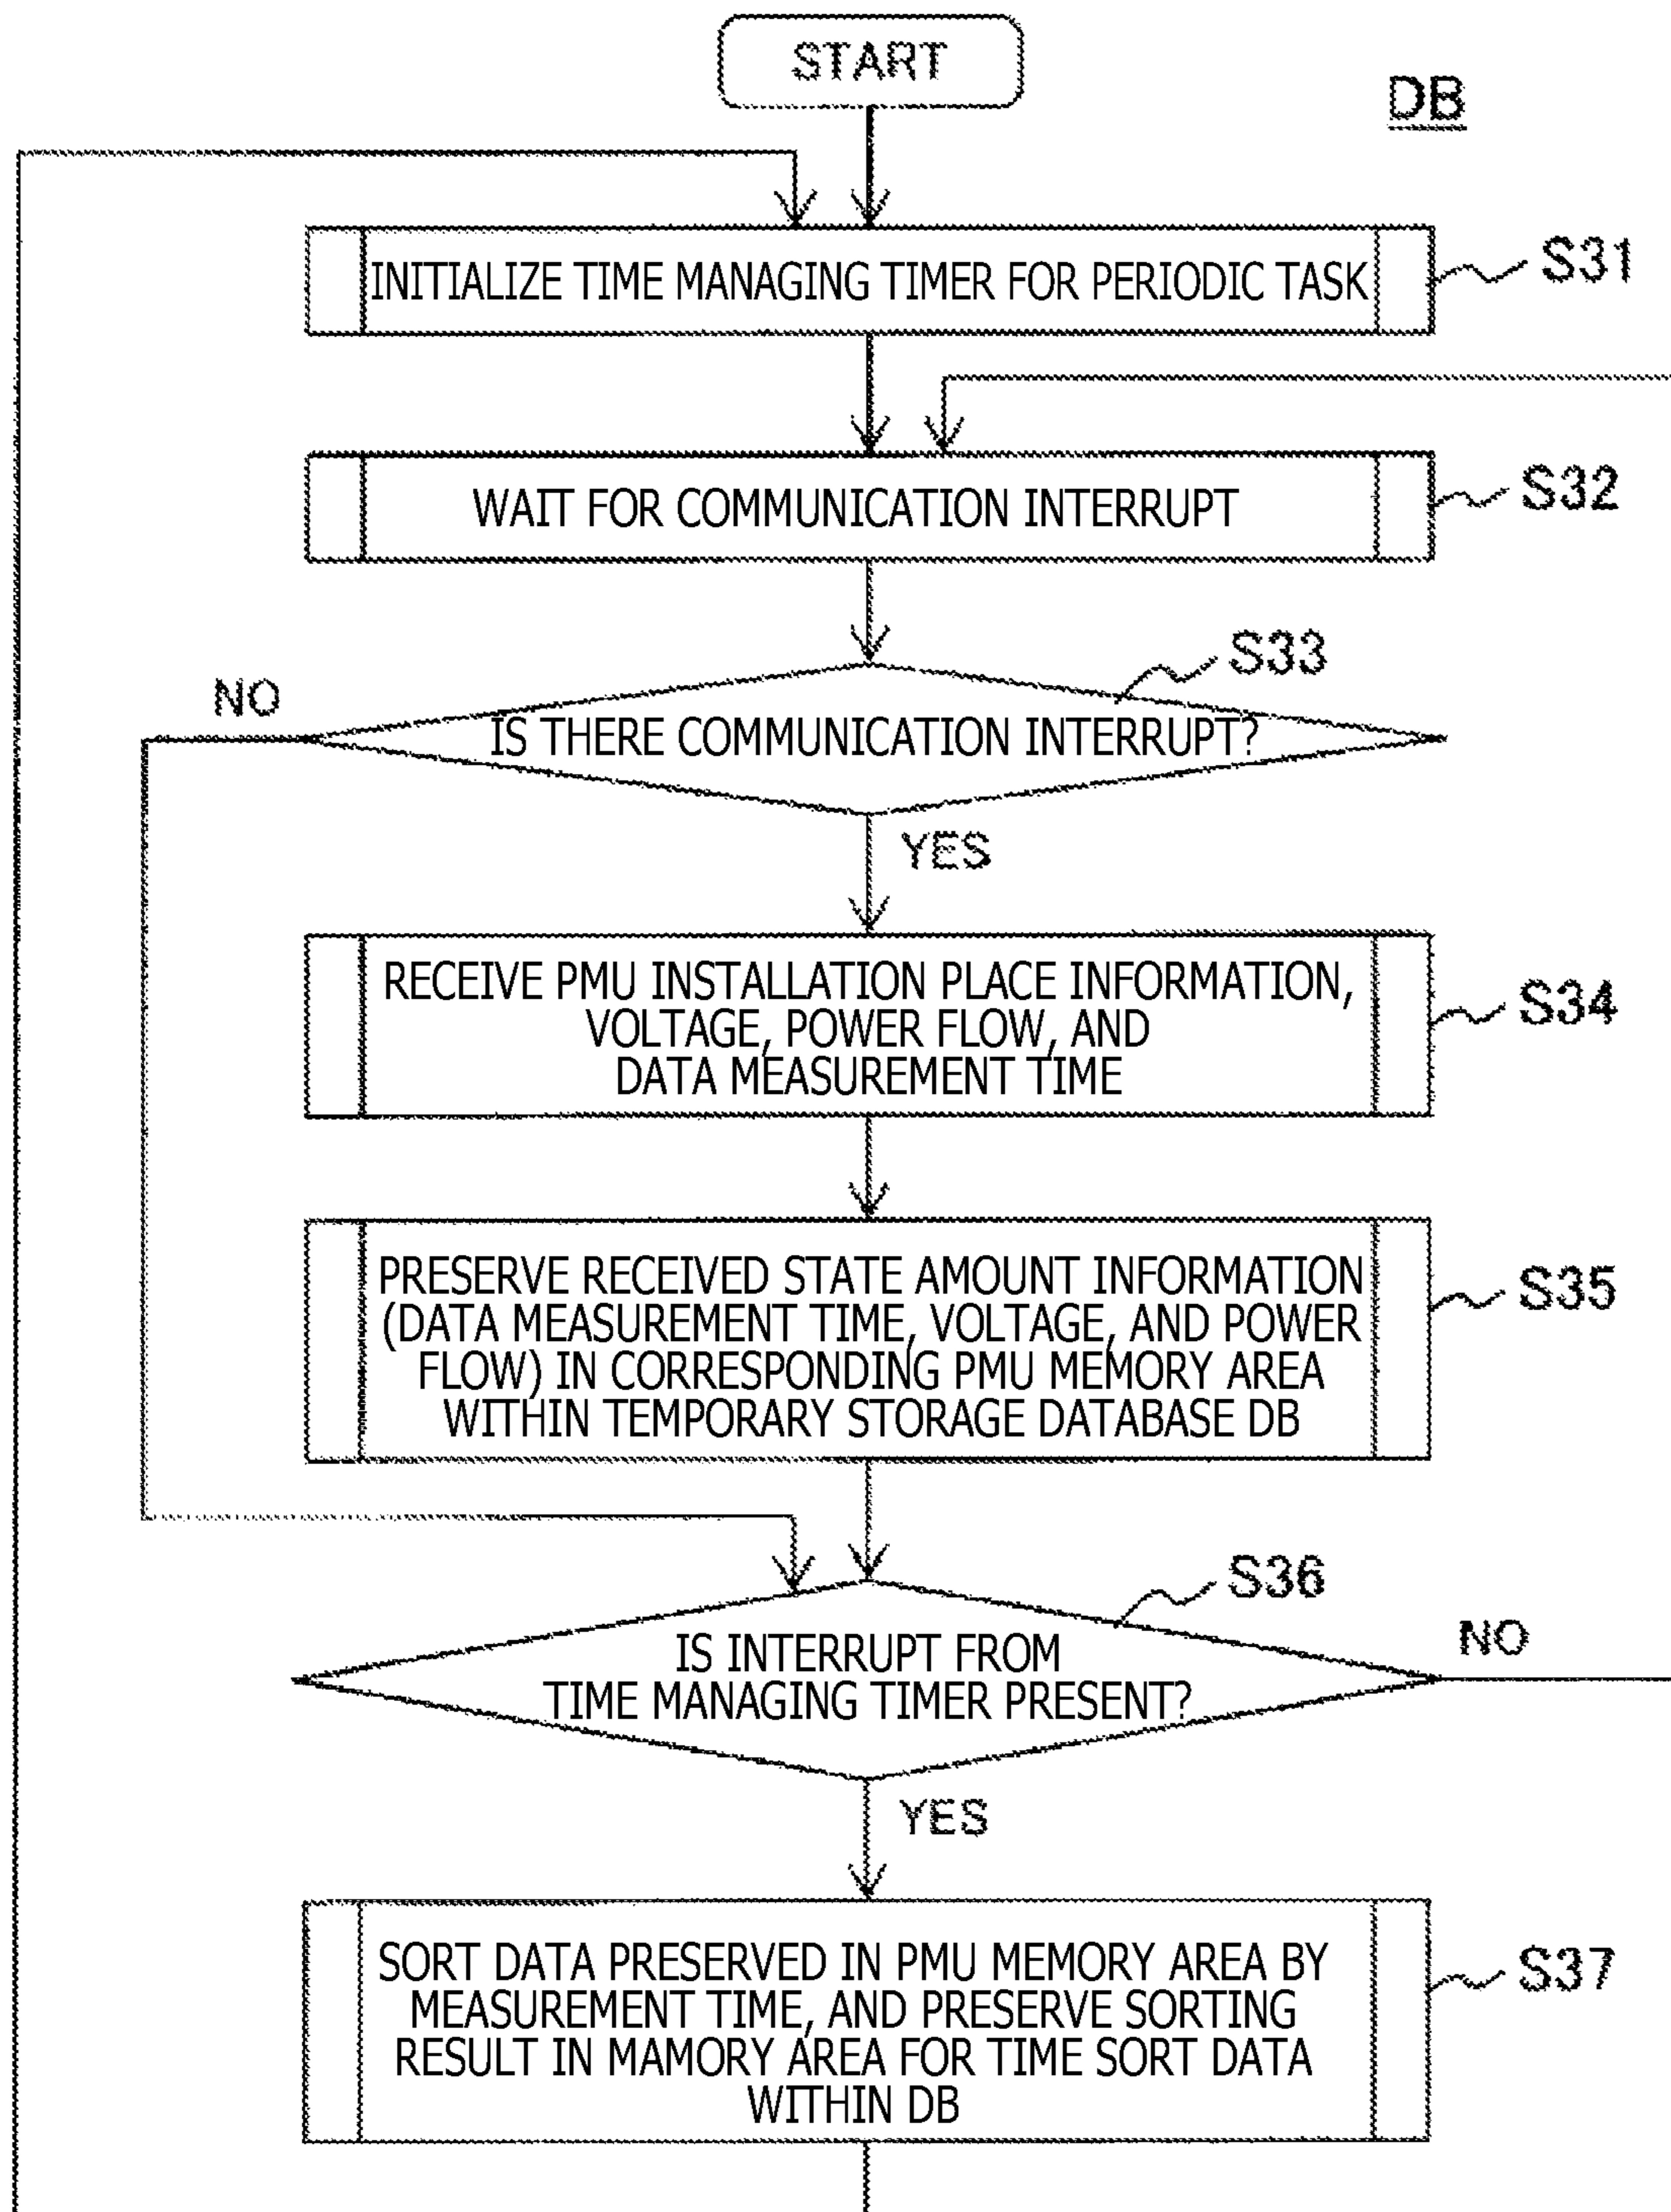 START
DB
INITIALIZE TIME MANAGING TIMER FOR PERIODIC TASK
S31
WAIT FOR COMMUNICATION INTERRUPT
S32
S33
NO
IS THERE COMMUNICATION INTERRUPT?
YES
RECEIVE PMU INSTALLATION PLACE INFORMATION,
VOLTAGE, POWER FLOW, AND
DATA MEASUREMENT TIME
S34
PRESERVE RECEIVED STATE AMOUNT INFORMATION
(DATA MEASUREMENT TIME, VOLTAGE, AND POWER
FLOW) IN CORRESPONDING PMU MEMORY AREA
WITHIN TEMPORARY STORAGE DATABASE DB
S35
S36
IS INTERRUPT FROM
TIME MANAGING TIMER PRESENT?
NO
YES
SORT DATA PRESERVED IN PMU MEMORY AREA BY
MEASUREMENT TIME, AND PRESERVE SORTING
RESULT IN MAMORY AREA FOR TIME SORT DATA
WITHIN DB
S37